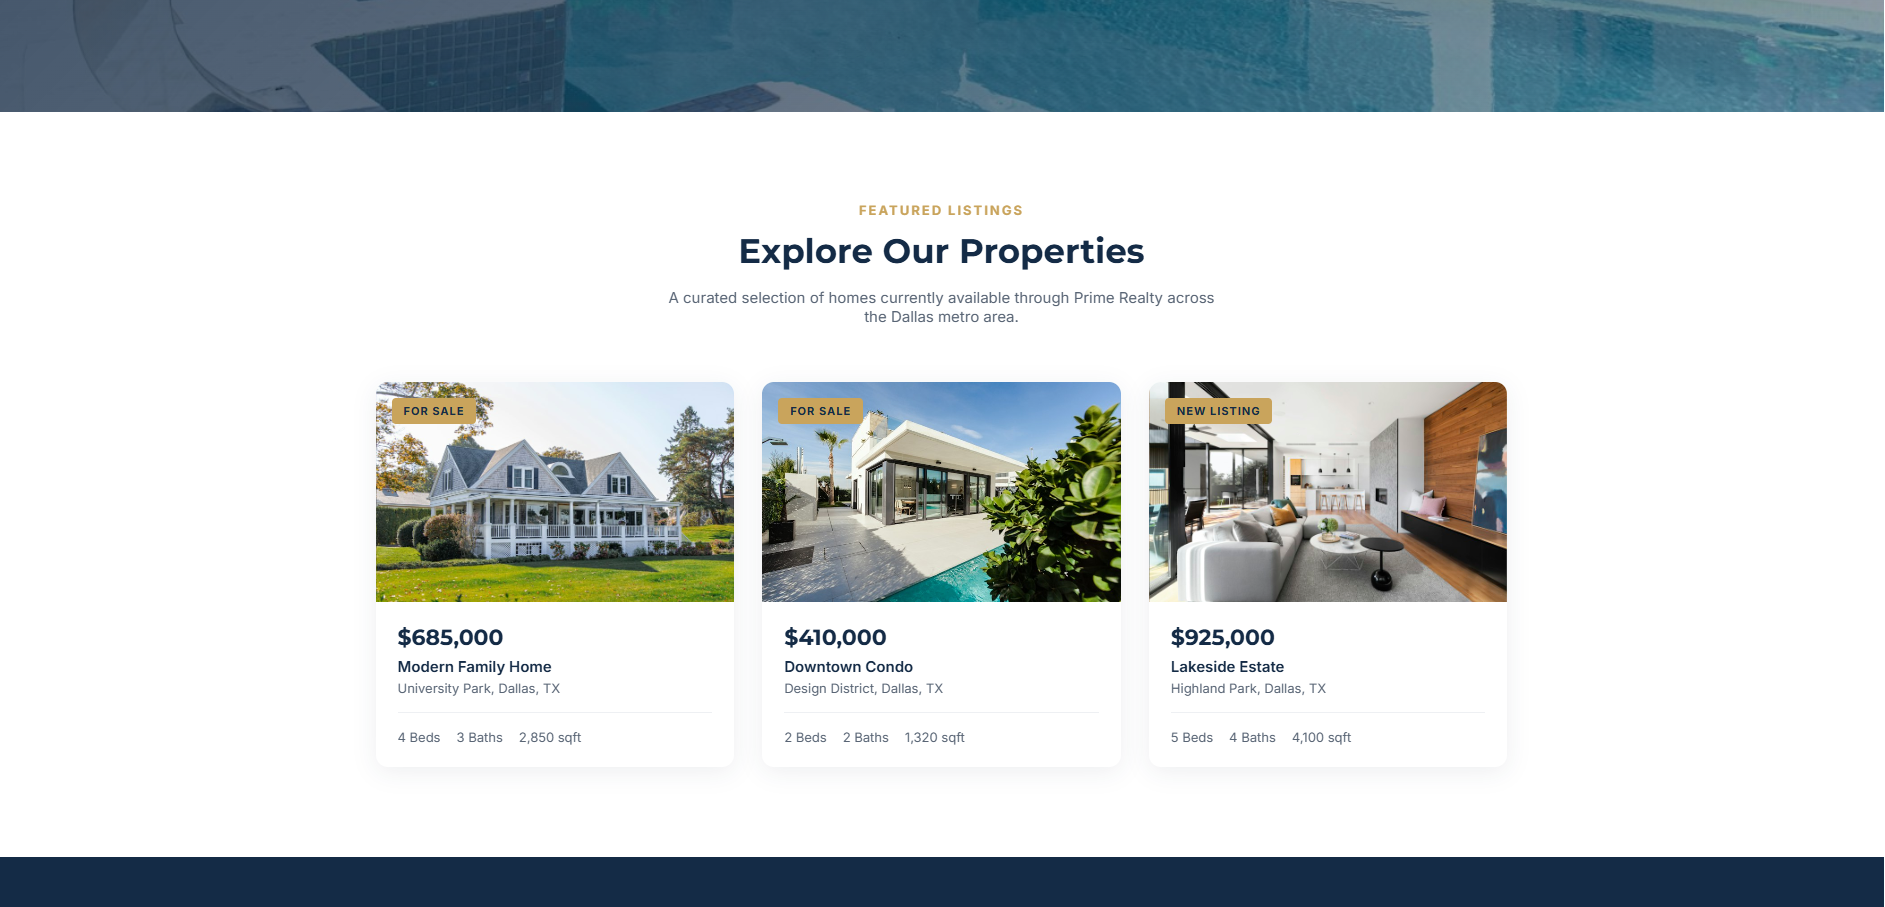 FEATURED LISTINGS
Explore Our Properties
A curated selection of homes currently available through Prime Realty across
the Dallas metro area.
FOR SALE
$685,000
Modern Family Home
University Park, Dallas, TX
4 Beds 3 Baths 2,850 sqft
FOR SALE
$410,000
Downtown Condo
Design District, Dallas, TX
2 Beds 2 Baths 1,320 sqft
NEW LISTING
$925,000
Lakeside Estate
Highland Park, Dallas, TX
5 Beds 4 Baths 4,100 sqft